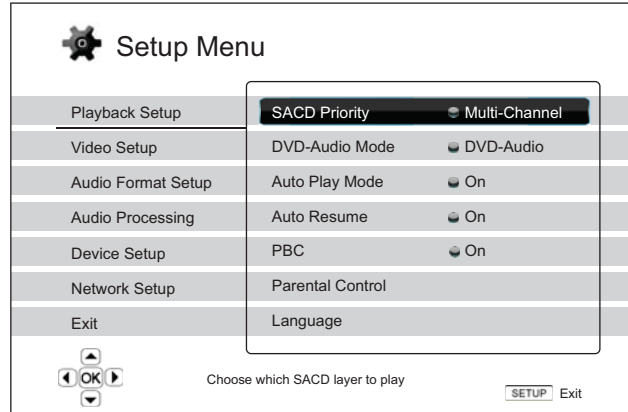 Setup Menu
Playback Setup
Video Setup
Audio Format Setup
Audio Processing
Device Setup
Network Setup
Exit
SACD Priority Multi-Channel
DVD-Audio Mode DVD-Audio
Auto Play Mode On
Auto Resume On
PBC On
Parental Control
Language
OK
Choose which SACD layer to play
SETUP Exit